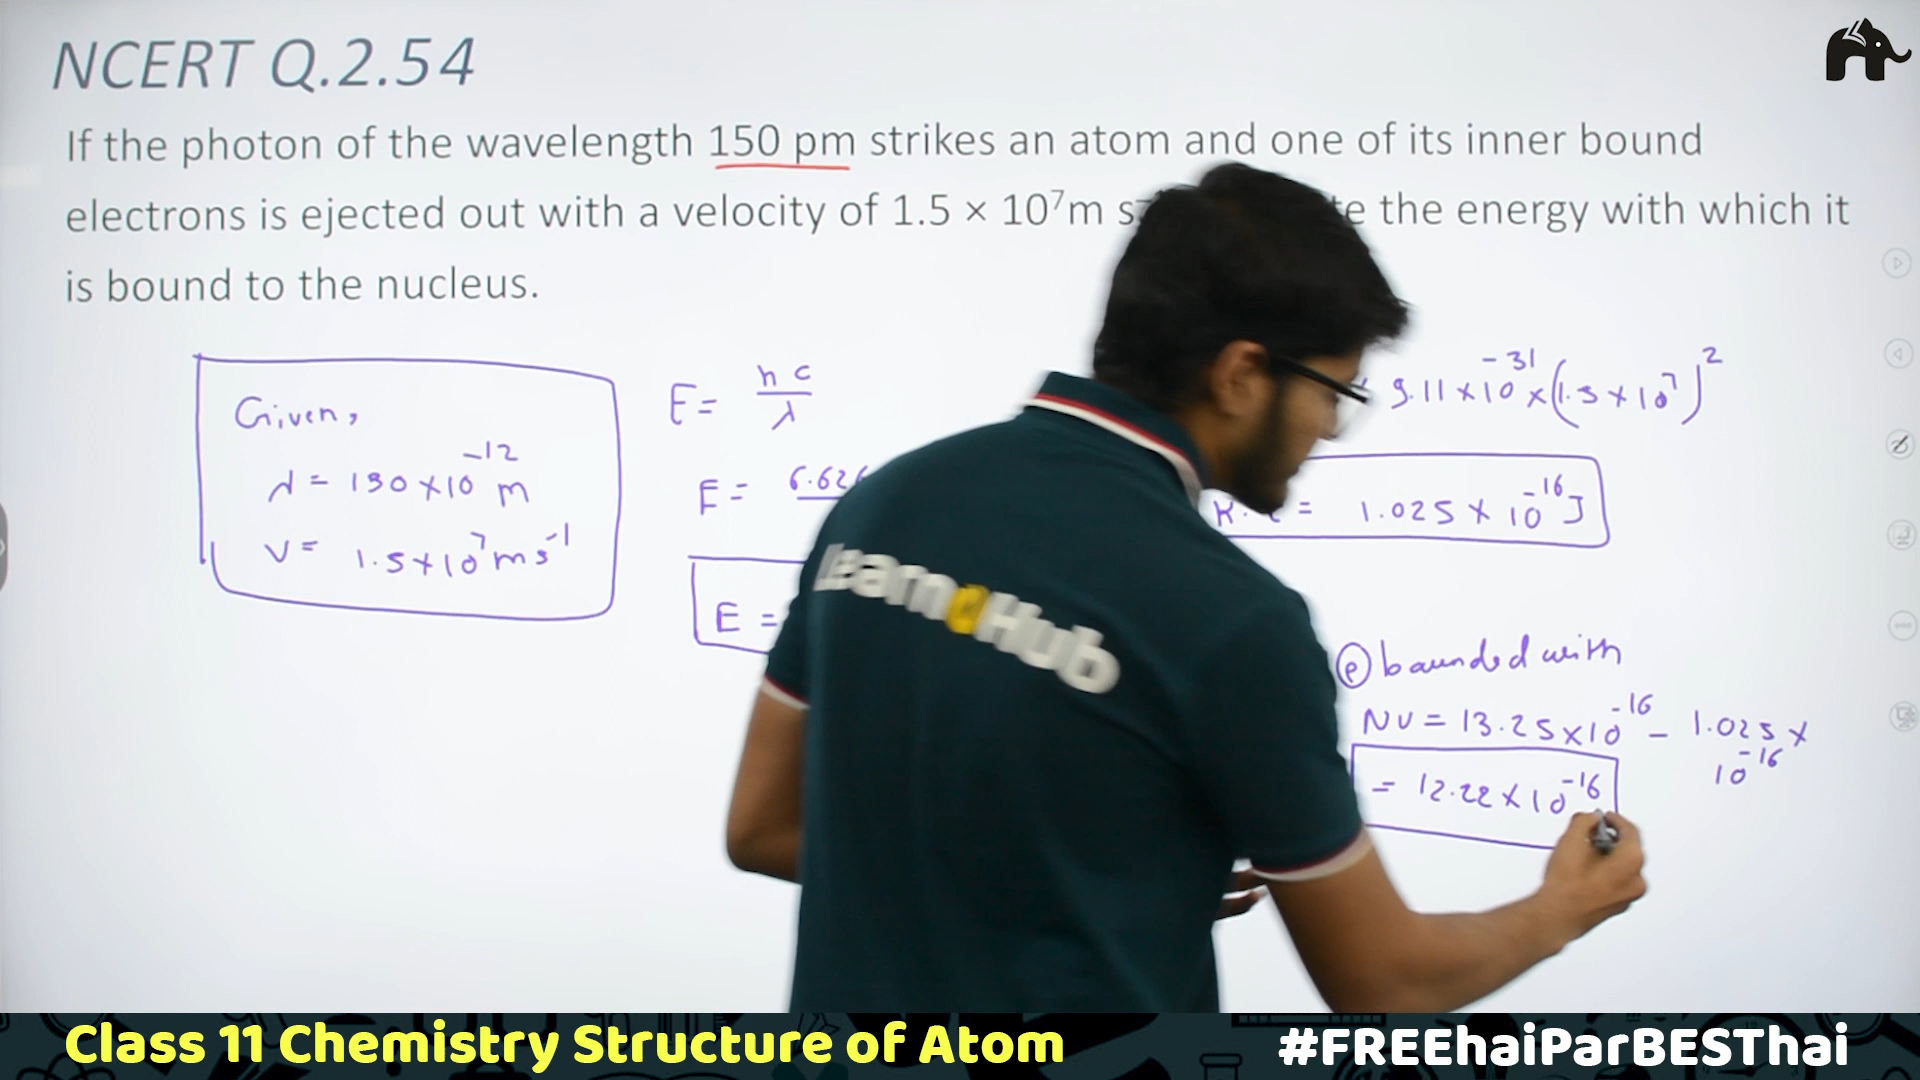 NCERT Q.2.54
If the photon of the wavelength 150 pm strikes an atom and one of its inner bound
electrons is ejected out with a velocity of 1.5 × 10⁷m s the energy with which it
is bound to the nucleus.
Given,
λ = 150 × 10⁻¹² m
v = 1.5 × 10⁷ m s⁻¹
E = hc/λ
E = 6.626
E =
9.11 × 10⁻³¹ × (1.5 × 10⁷)²
= 1.025 × 10⁻¹⁶ J
e bounded with
= 13.25 × 10⁻¹⁶ - 1.025 ×
10⁻¹⁶
= 12.22 × 10⁻¹⁶
LearnoHub
Class 11 Chemistry Structure of Atom
#FREEhaiParBESThai